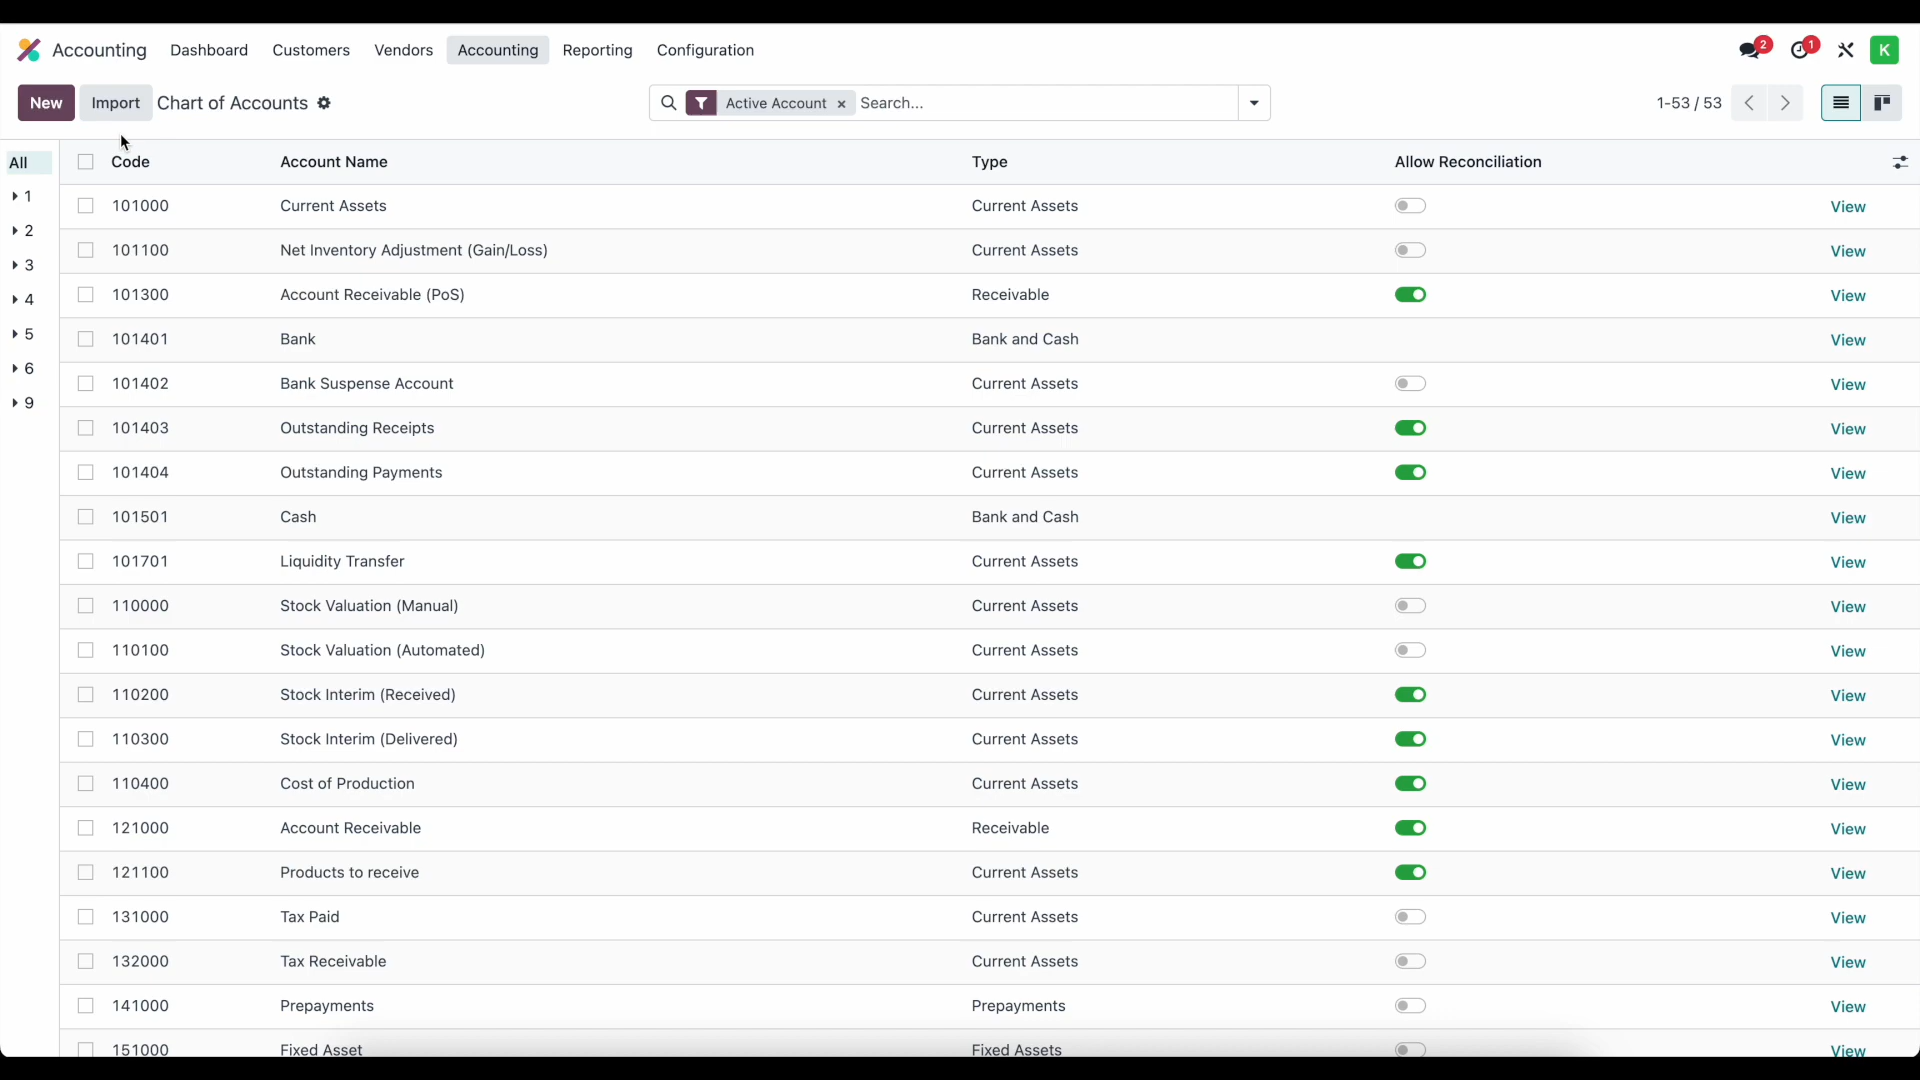 Accounting Dashboard Customers Vendors Accounting Reporting Configuration 2 1 K
New Import Chart of Accounts Active Account × Search... 1-53 / 53
All
1
2
3
4
5
6
9
Code Account Name Type Allow Reconciliation
101000 Current Assets Current Assets View
101100 Net Inventory Adjustment (Gain/Loss) Current Assets View
101300 Account Receivable (PoS) Receivable View
101401 Bank Bank and Cash View
101402 Bank Suspense Account Current Assets View
101403 Outstanding Receipts Current Assets View
101404 Outstanding Payments Current Assets View
101501 Cash Bank and Cash View
101701 Liquidity Transfer Current Assets View
110000 Stock Valuation (Manual) Current Assets View
110100 Stock Valuation (Automated) Current Assets View
110200 Stock Interim (Received) Current Assets View
110300 Stock Interim (Delivered) Current Assets View
110400 Cost of Production Current Assets View
121000 Account Receivable Receivable View
121100 Products to receive Current Assets View
131000 Tax Paid Current Assets View
132000 Tax Receivable Current Assets View
141000 Prepayments Prepayments View
151000 Fixed Asset Fixed Assets View